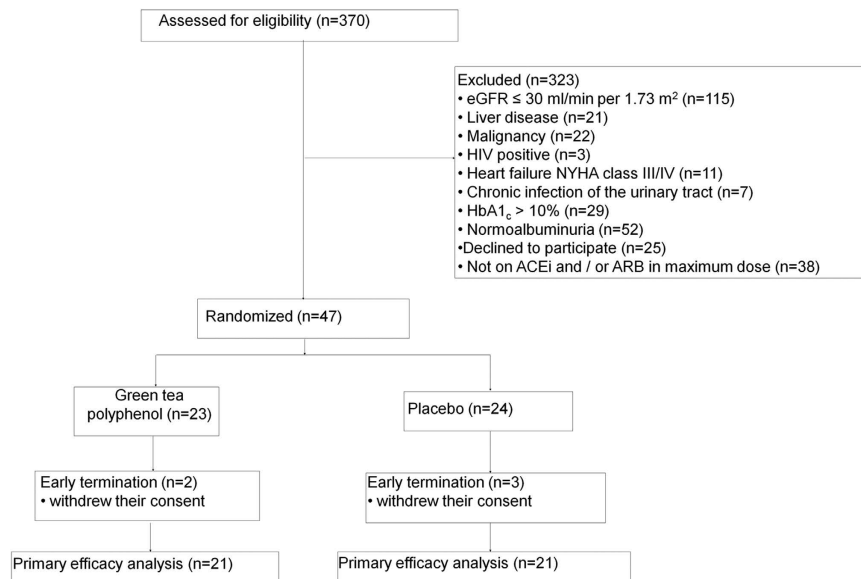 Assessed for eligibility (n=370)
Excluded (n=323)
• eGFR ≤ 30 ml/min per 1.73 m² (n=115)
• Liver disease (n=21)
• Malignancy (n=22)
• HIV positive (n=3)
• Heart failure NYHA class III/IV (n=11)
• Chronic infection of the urinary tract (n=7)
• HbA1c > 10% (n=29)
• Normoalbuminuria (n=52)
•Declined to participate (n=25)
• Not on ACEi and / or ARB in maximum dose (n=38)
Randomized (n=47)
Green tea
polyphenol (n=23)
Placebo (n=24)
Early termination (n=2)
• withdrew their consent
Early termination (n=3)
• withdrew their consent
Primary efficacy analysis (n=21)
Primary efficacy analysis (n=21)